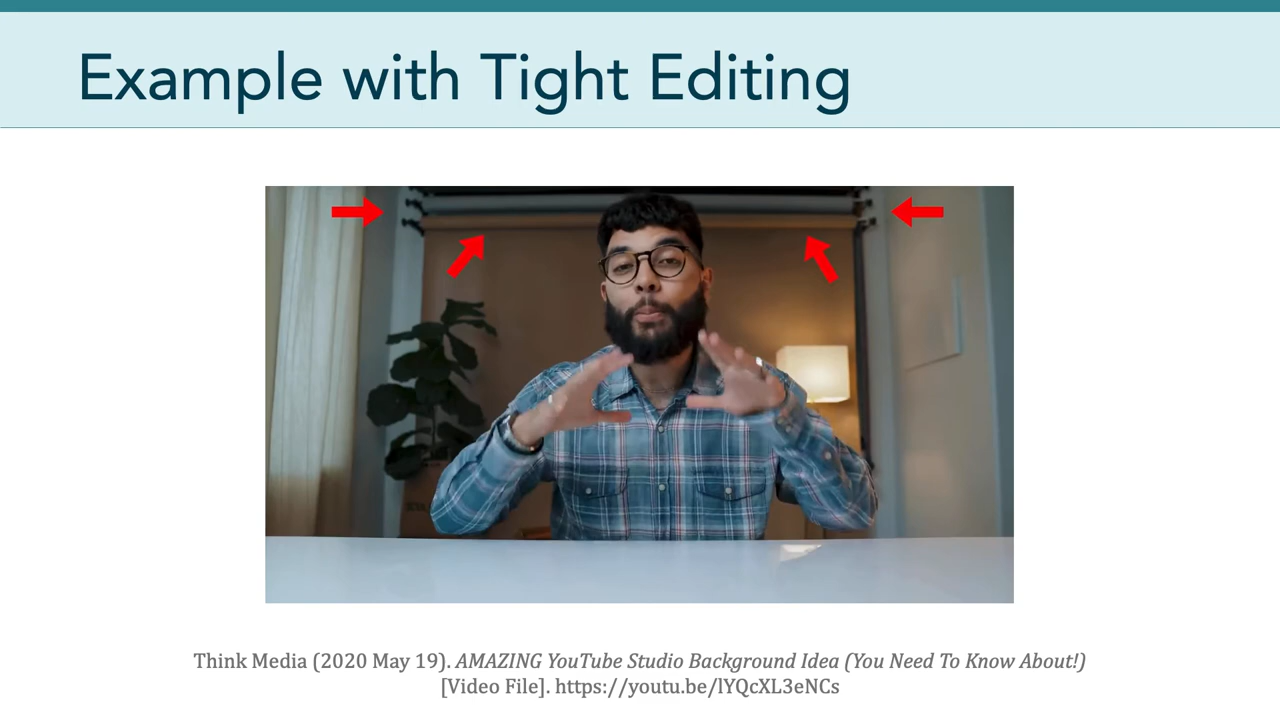 Example with Tight Editing
Think Media (2020 May 19). AMAZING YouTube Studio Background Idea (You Need To Know About!)
[Video File]. https://youtu.be/lYQcXL3eNCs